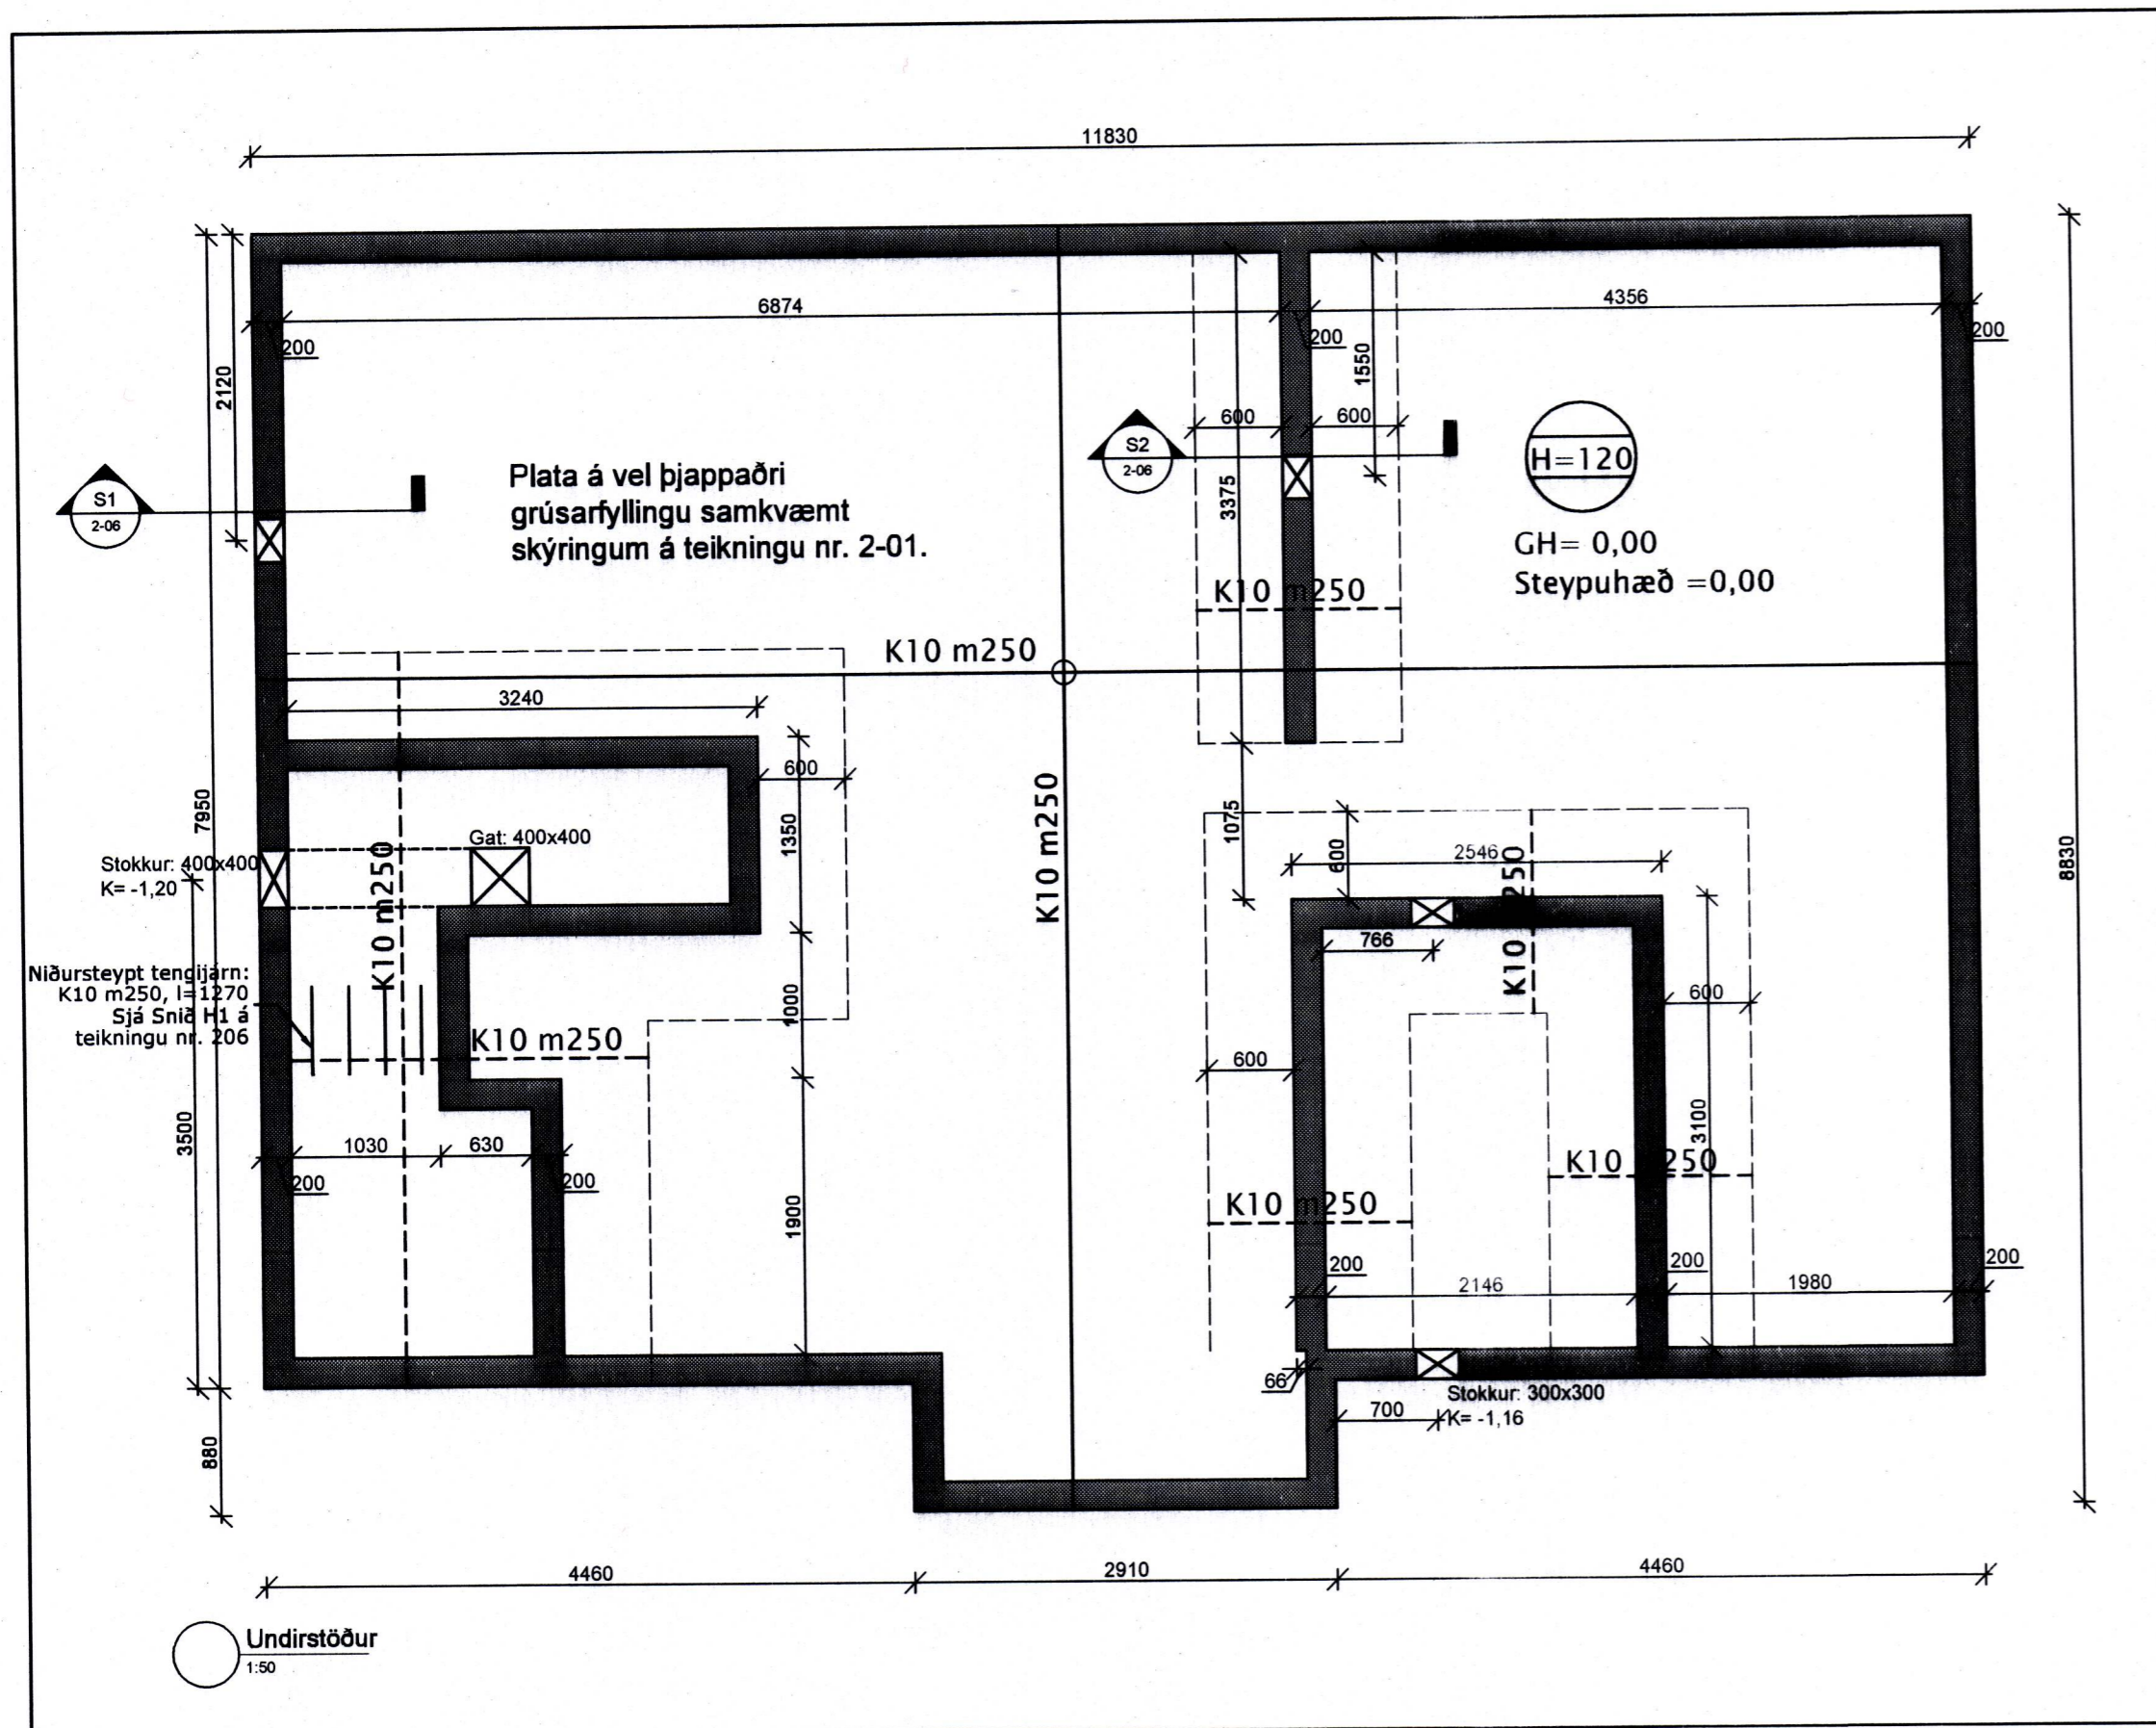 11830
6874
4356
200
200
200
2120
1550
600
600
S1
2-06
S2
2-06
H=120
Plata á vel þjappaðri
grúsarfyllingu samkvæmt
skýringum á teikningu nr. 2-01.
3375
GH= 0,00
Steypuhæð =0,00
K10 m250
K10 m250
3240
600
7950
1350
K10 m250
1075
600
2546
8830
Gat: 400x400
Stokkur: 400x400
K= -1,20
K10 m250
K10 m250
766
600
Niðursteypt tengijárn:
K10 m250, l=1270
Sjá Snið H1 á
teikningu nr. 206
1000
K10 m250
600
3500
1030
630
200
200
3100
K10 m250
K10 m250
1900
200
200
200
2146
1980
66
Stokkur: 300x300
700
K= -1,16
880
4460
2910
4460
Undirstöður
1:50